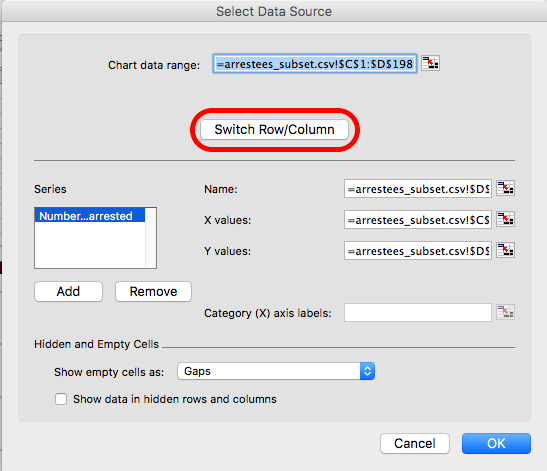 Select Data Source
Chart data range: =arrestees_subset.csv!$C$1:$D$198
Switch Row/Column
Series
Number...arrested
Add Remove
Name: =arrestees_subset.csv!$D$
X values: =arrestees_subset.csv!$C$
Y values: =arrestees_subset.csv!$D$
Category (X) axis labels:
Hidden and Empty Cells
Show empty cells as: Gaps
Show data in hidden rows and columns
Cancel OK